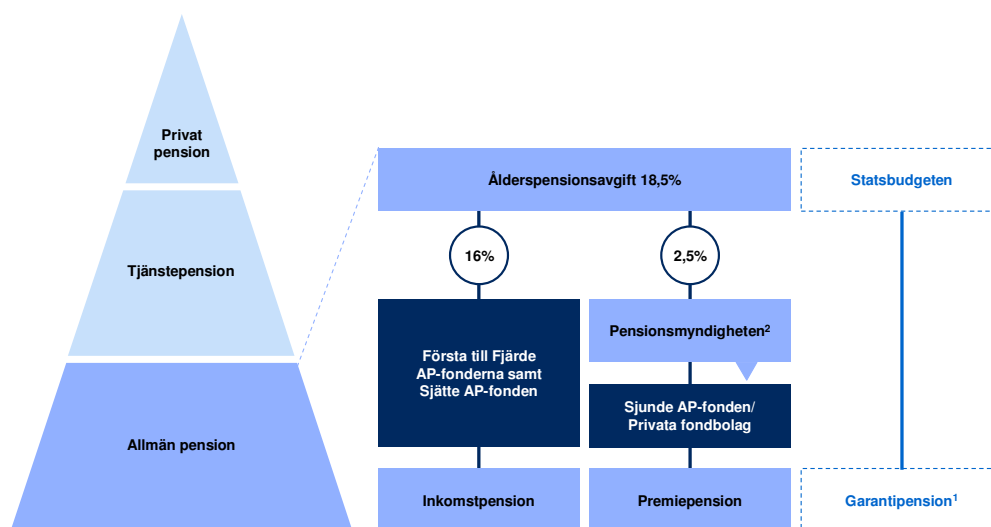 Privat
pension
Tjänstepension
Allmän pension
Ålderspensionsavgift 18,5%
Statsbudgeten
16%
2,5%
Första till Fjärde
AP-fonderna samt
Sjätte AP-fonden
Pensionsmyndigheten²
Sjunde AP-fonden/
Privata fondbolag
Inkomstpension
Premiepension
Garantipension¹